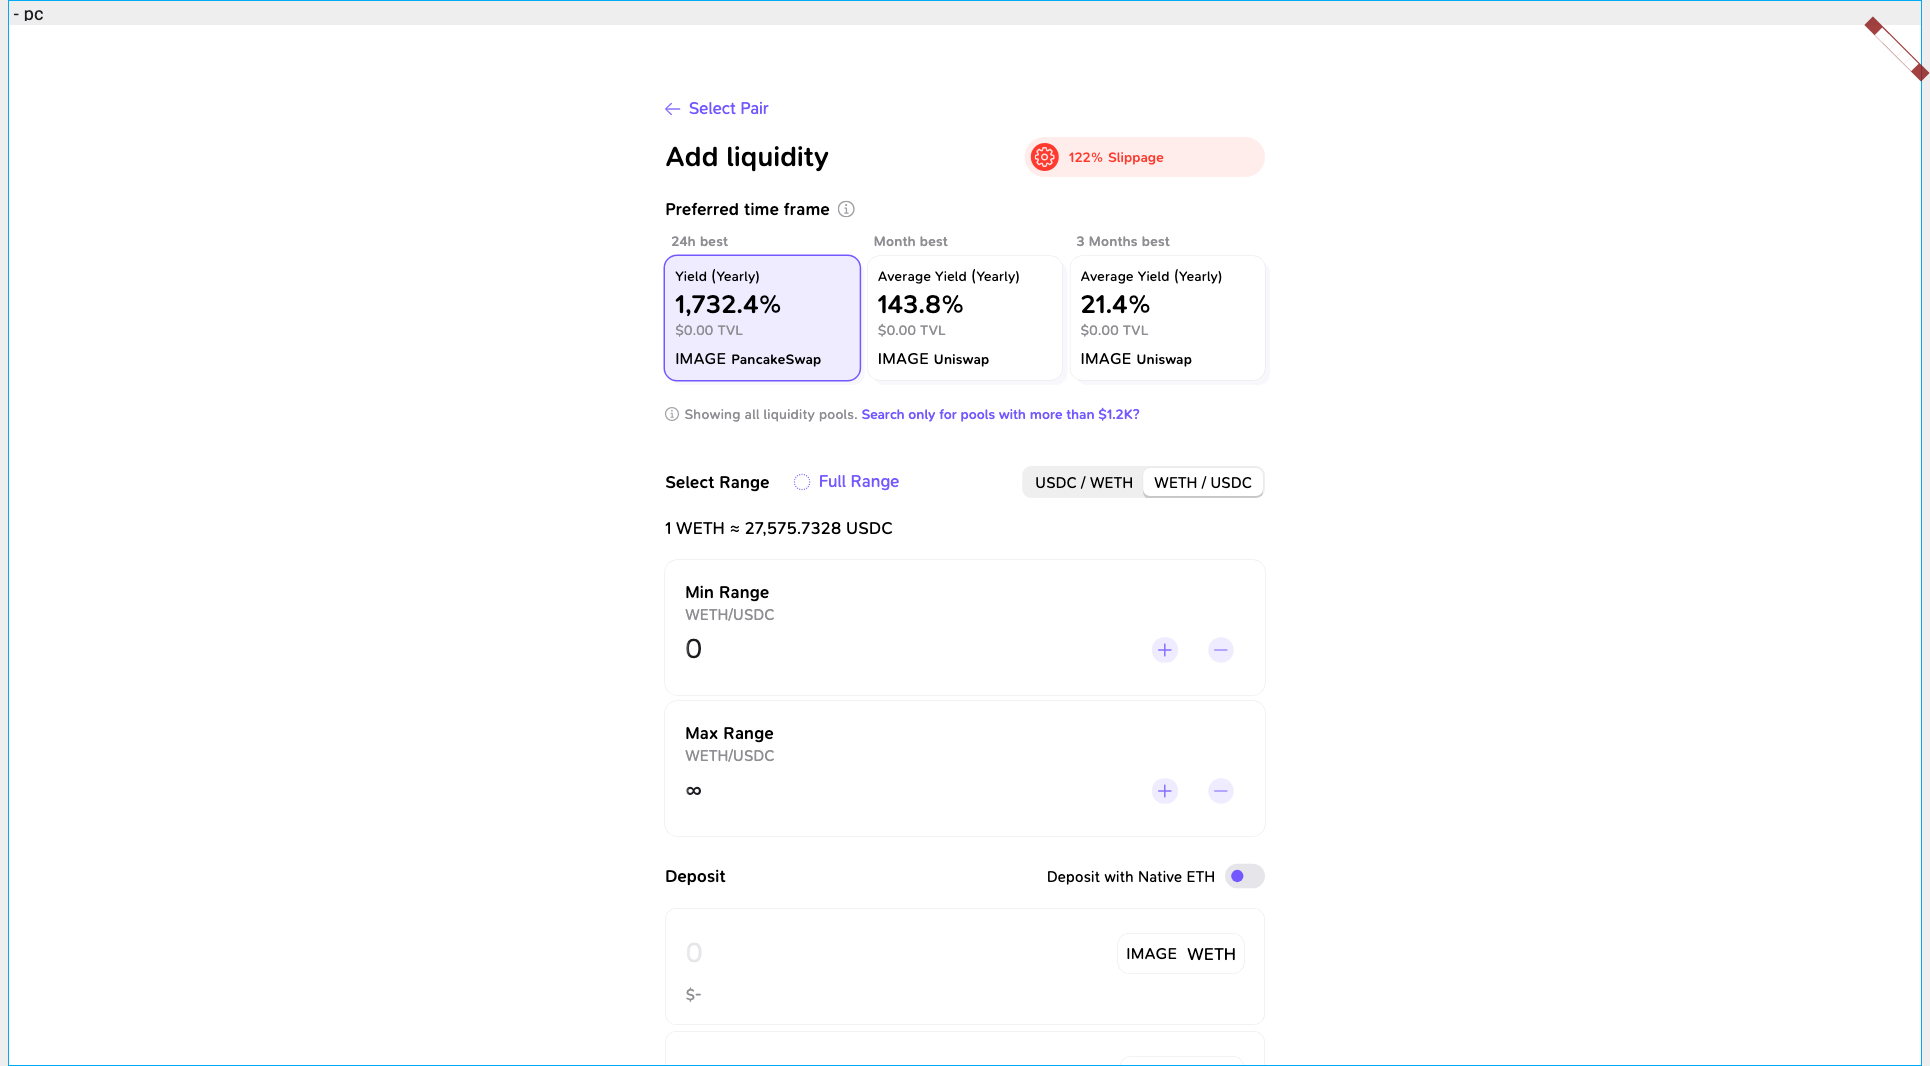 - pc
Select Pair
Add liquidity
122% Slippage
Preferred time frame
24h best
Month best
3 Months best
Yield (Yearly)
1,732.4%
$0.00 TVL
IMAGE PancakeSwap
Average Yield (Yearly)
143.8%
$0.00 TVL
IMAGE Uniswap
Average Yield (Yearly)
21.4%
$0.00 TVL
IMAGE Uniswap
Showing all liquidity pools. Search only for pools with more than $1.2K?
Select Range
Full Range
USDC / WETH
WETH / USDC
1 WETH ≈ 27,575.7328 USDC
Min Range
WETH/USDC
0
Max Range
WETH/USDC
∞
Deposit
Deposit with Native ETH
0
IMAGE WETH
$-